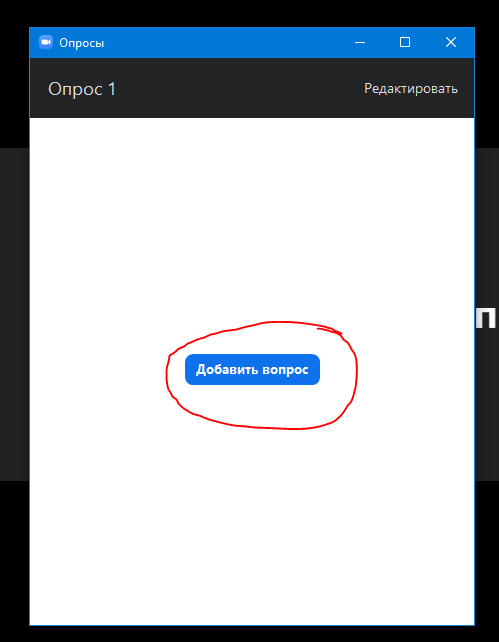 Опросы
Опрос 1
Редактировать
п
Добавить вопрос